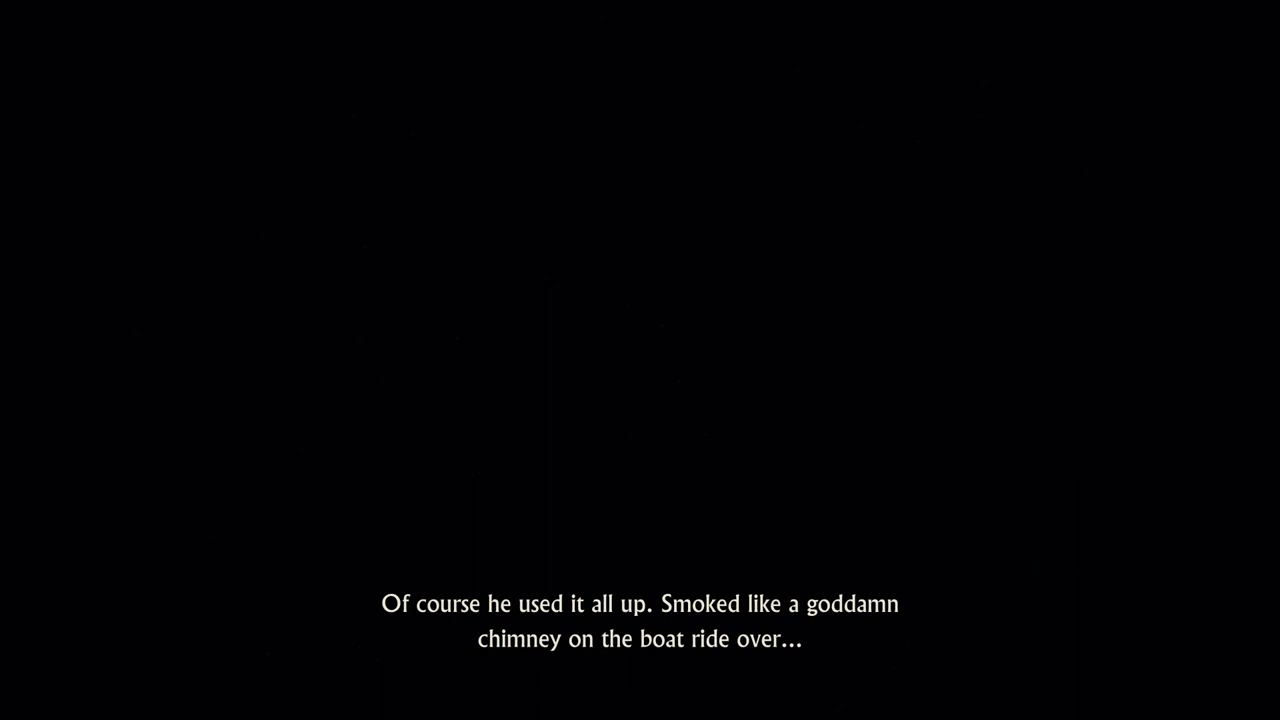 Of course he used it all up. Smoked like a goddamn
chimney on the boat ride over...